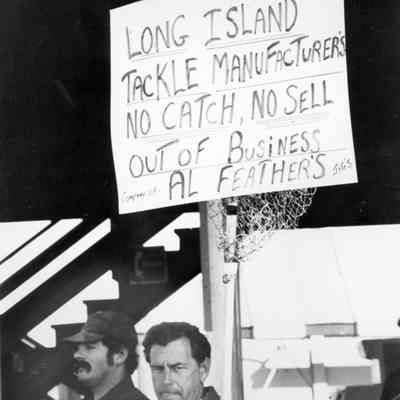 LONG ISLAND
TACKLE MANUFACTURER'S
NO CATCH, NO SELL
OUT OF BUSINESS
AL FEATHER'S